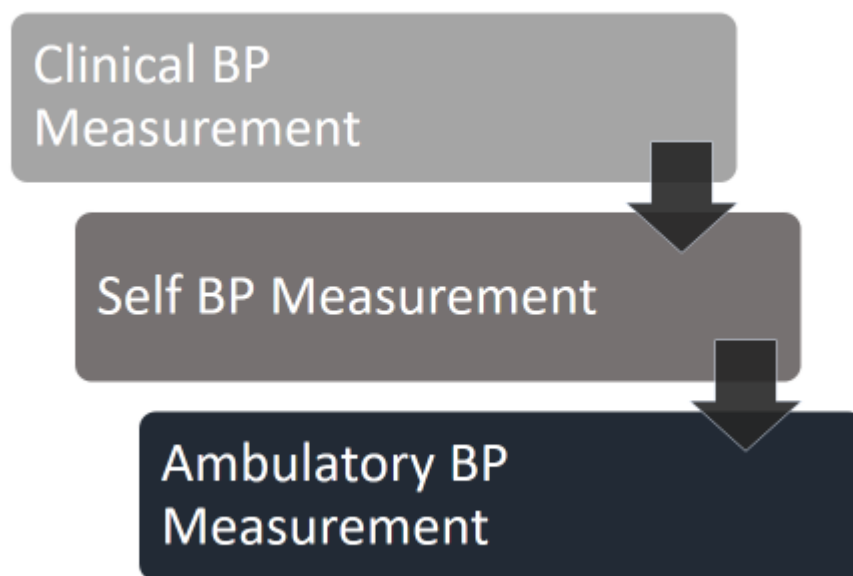 Clinical BP
Measurement
Self BP Measurement
Ambulatory BP
Measurement